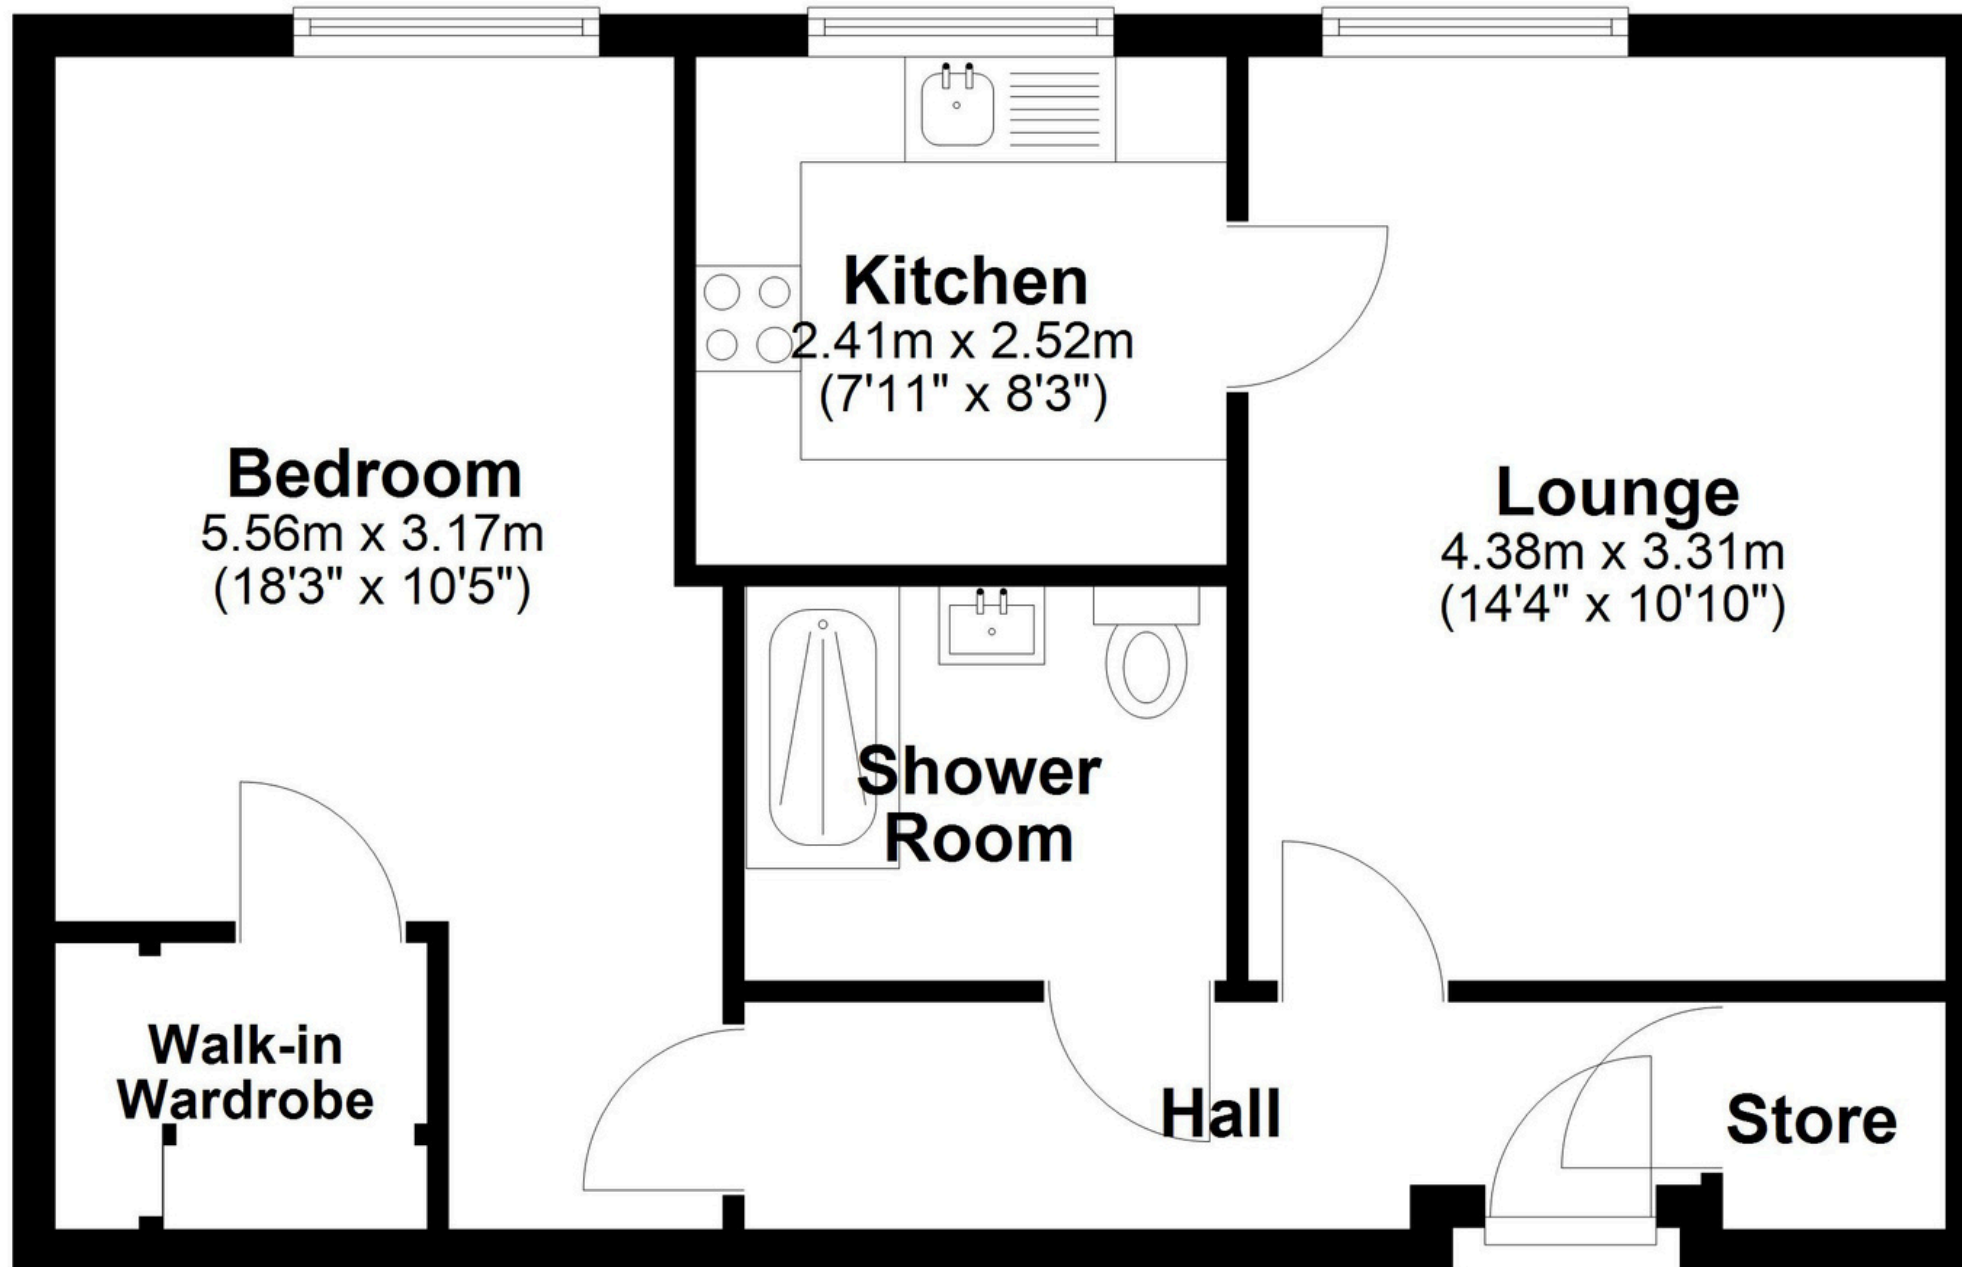 Kitchen
2.41m x 2.52m
(7'11" x 8'3")
Bedroom
5.56m x 3.17m
(18'3" x 10'5")
Lounge
4.38m x 3.31m
(14'4" x 10'10")
Shower
Room
Walk-in
Wardrobe
Hall
Store